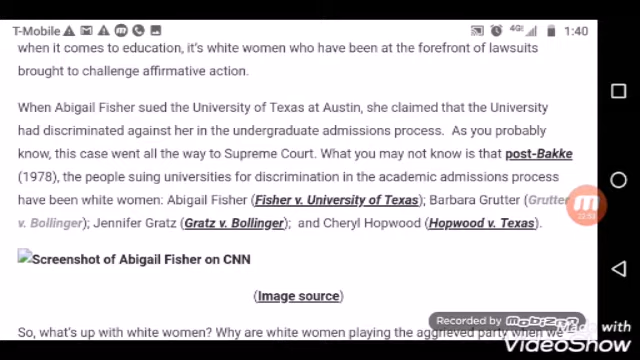 T-Mobile 4G 1:40
when it comes to education, it's white women who have been at the forefront of lawsuits
brought to challenge affirmative action.
When Abigail Fisher sued the University of Texas at Austin, she claimed that the University
had discriminated against her in the undergraduate admissions process. As you probably
know, this case went all the way to Supreme Court. What you may not know is that post-Bakke
(1978), the people suing universities for discrimination in the academic admissions process
have been white women: Abigail Fisher (Fisher v. University of Texas); Barbara Grutter (Grutter
v. Bollinger); Jennifer Gratz (Gratz v. Bollinger); and Cheryl Hopwood (Hopwood v. Texas).
22:53
Screenshot of Abigail Fisher on CNN
(Image source)
Recorded by MOBIZEN
Made with
VideoShow
So, what's up with white women? Why are white women playing the aggrieved party when we